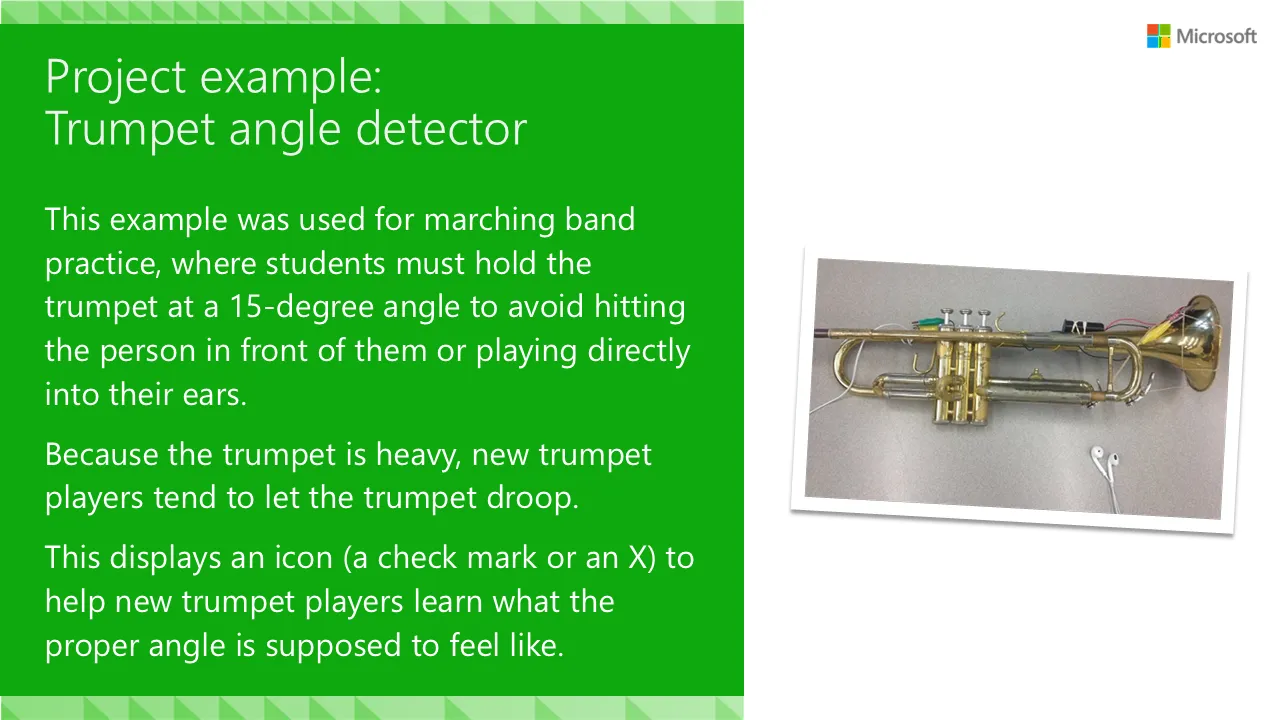 Project example:
Trumpet angle detector
Microsoft
This example was used for marching band
practice, where students must hold the
trumpet at a 15-degree angle to avoid hitting
the person in front of them or playing directly
into their ears.
Because the trumpet is heavy, new trumpet
players tend to let the trumpet droop.
This displays an icon (a check mark or an X) to
help new trumpet players learn what the
proper angle is supposed to feel like.